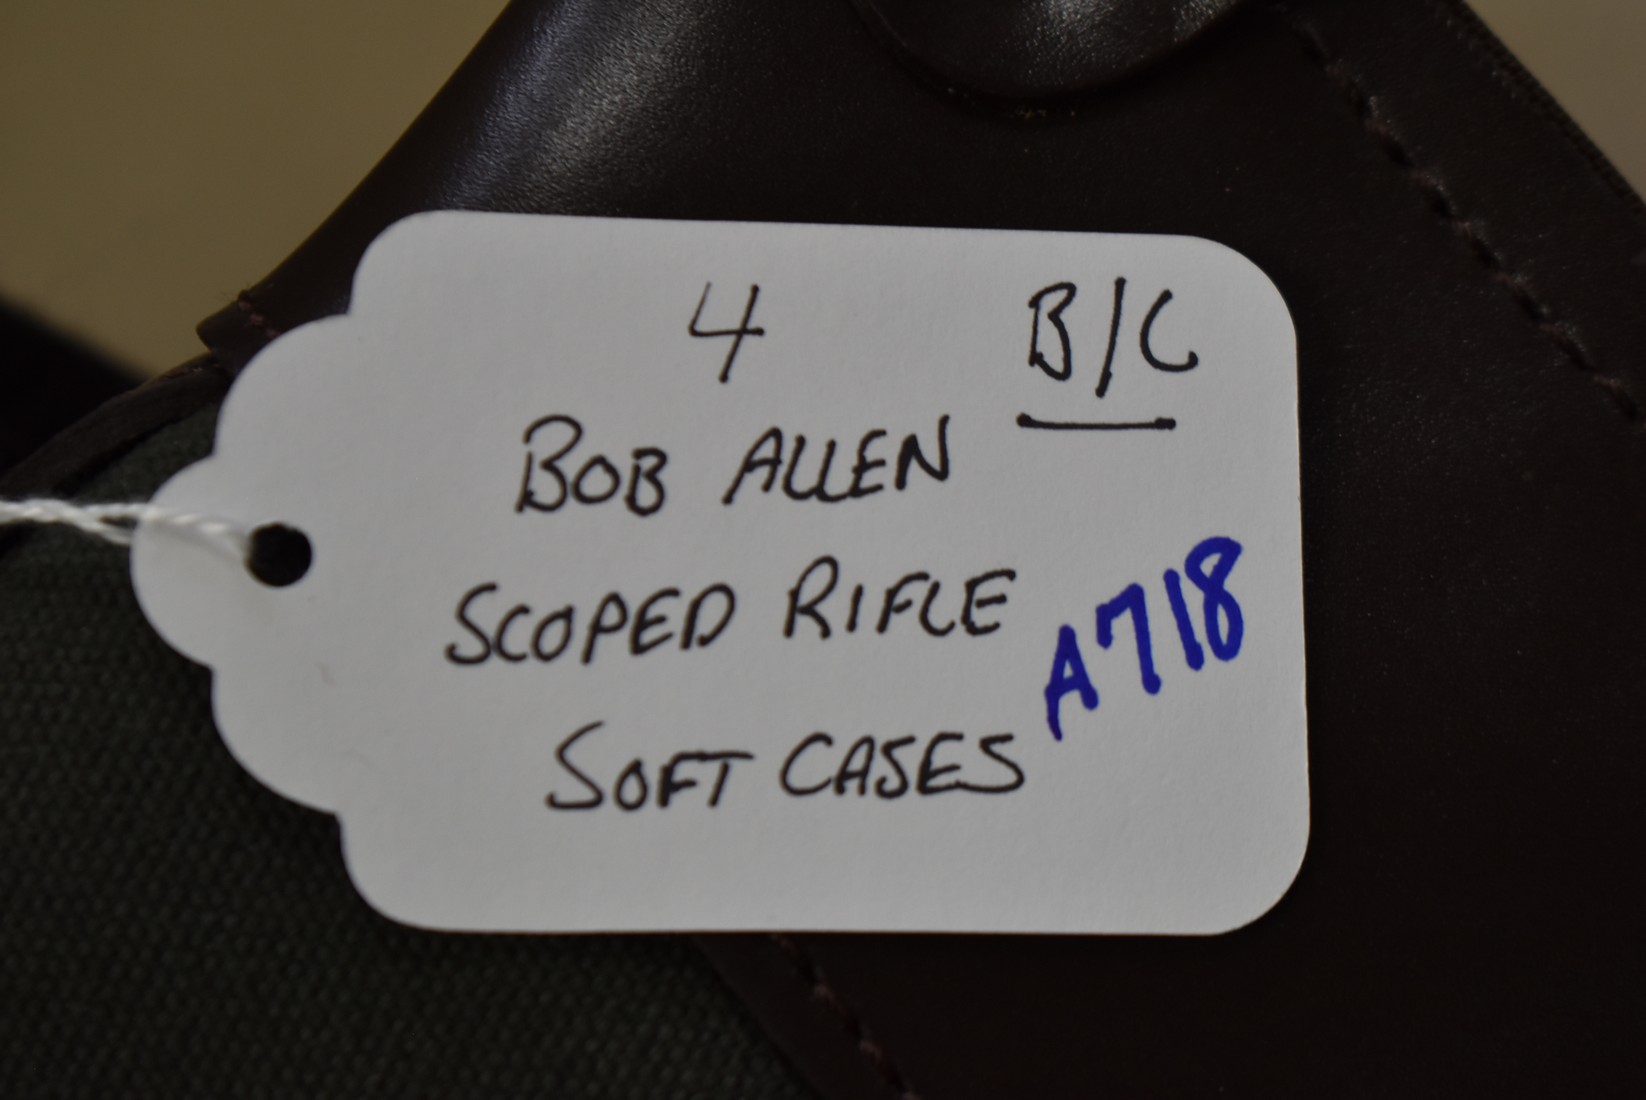 4 B/C
BOB ALLEN
SCOPED RIFLE
A718
SOFT CASES